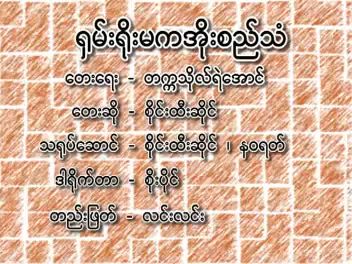 ရှမ်းရိုးမကအိုးစည်သံ
တေးရေး - တက္ကသိုလ်ရဲအောင်
တေးဆို - စိုင်းထီးဆိုင်
သရုပ်ဆောင် - စိုင်းထီးဆိုင် ၊ နဝရတ်
ဒါရိုက်တာ - စိုးပိုင်
တည်းဖြတ် - လင်းလင်း